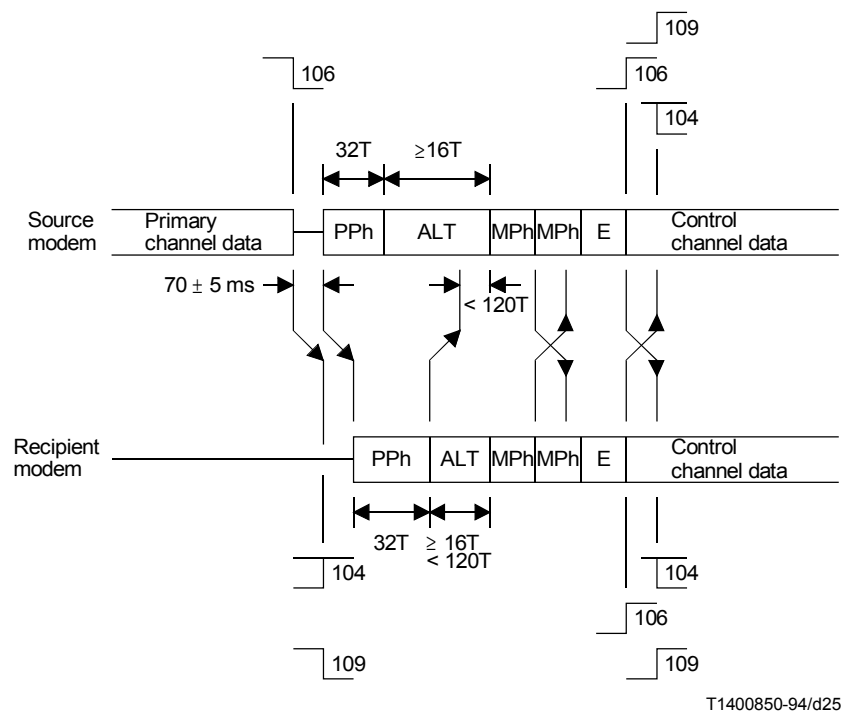 109
106
106
104
32T
≥16T
Source modem
Primary channel data
PPh
ALT
MPh
MPh
E
Control channel data
70 ± 5 ms
< 120T
Recipient modem
PPh
ALT
MPh
MPh
E
Control channel data
32T
≥ 16T
< 120T
104
104
106
109
109
T1400850-94/d25